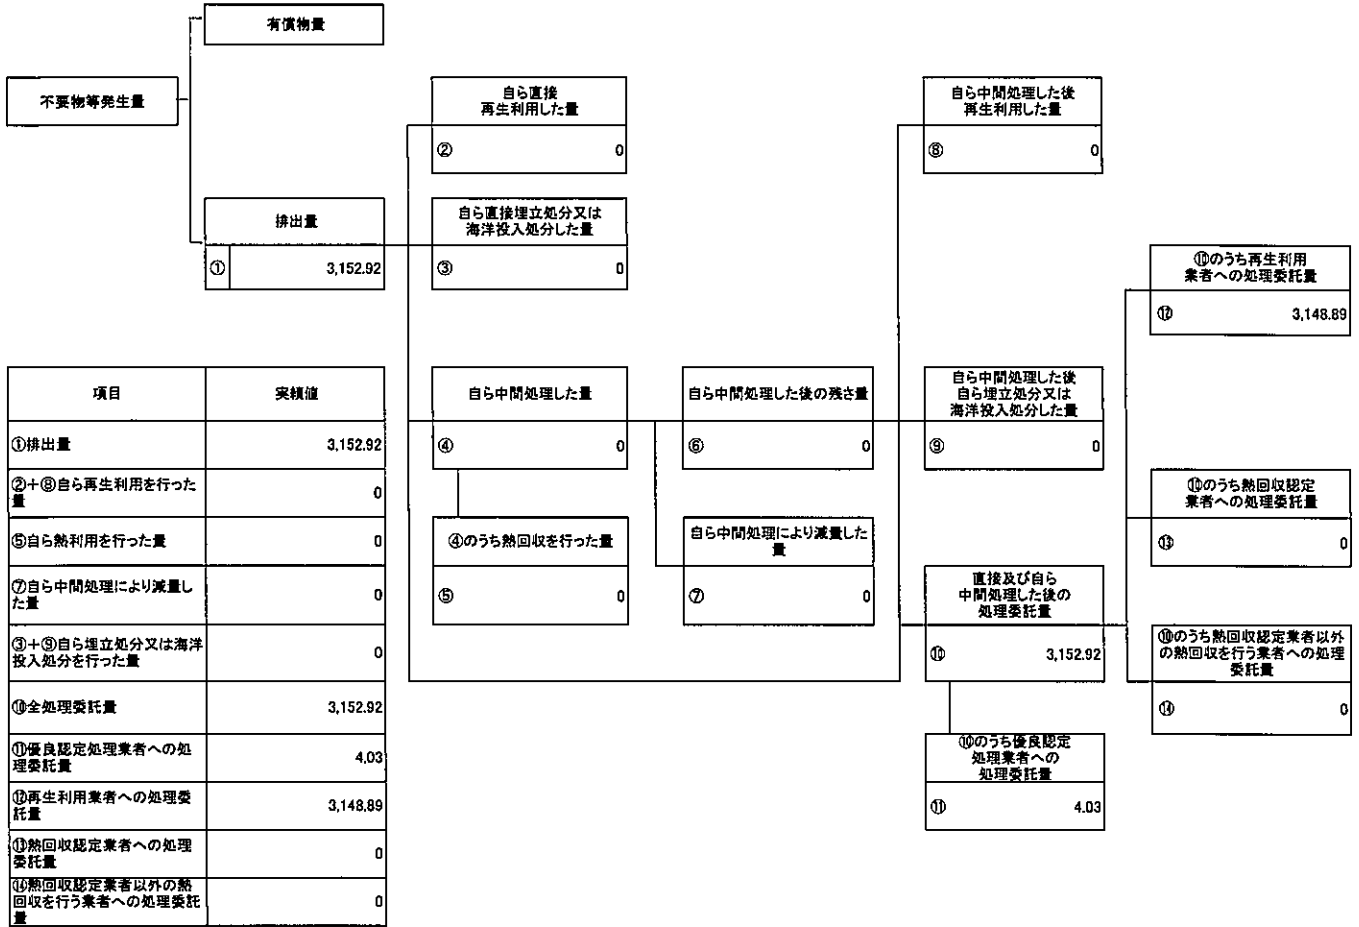 有償物量
不要物等発生量
自ら直接
再生利用した量
②
0
自ら中間処理した後
再生利用した量
⑧
0
排出量
①
3,152.92
自ら直接埋立処分又は
海洋投入処分した量
③
0
⑩のうち再生利用
業者への処理委託量
⑫
3,148.89
項目
実績値
①排出量
3,152.92
②+⑧自ら再生利用を行った
量
0
⑤自ら熱利用を行った量
0
⑦自ら中間処理により減量し
た量
0
③+⑨自ら埋立処分又は海洋
投入処分を行った量
0
⑩全処理委託量
3,152.92
⑪優良認定処理業者への処
理委託量
4.03
⑫再生利用業者への処理委
託量
3,148.89
⑬熱回収認定業者への処理
委託量
0
⑭熱回収認定業者以外の熱
回収を行う業者への処理委託
量
0
自ら中間処理した量
④
0
自ら中間処理した後の残さ量
⑥
0
自ら中間処理した後
自ら埋立処分又は
海洋投入処分した量
⑨
0
④のうち熱回収を行った量
⑤
0
自ら中間処理により減量した
量
⑦
0
⑩のうち熱回収認定
業者への処理委託量
⑬
0
直接及び自ら
中間処理した後の
処理委託量
⑩
3,152.92
⑩のうち熱回収認定業者以外
の熱回収を行う業者への処理
委託量
⑭
0
⑩のうち優良認定
処理業者への
処理委託量
⑪
4.03